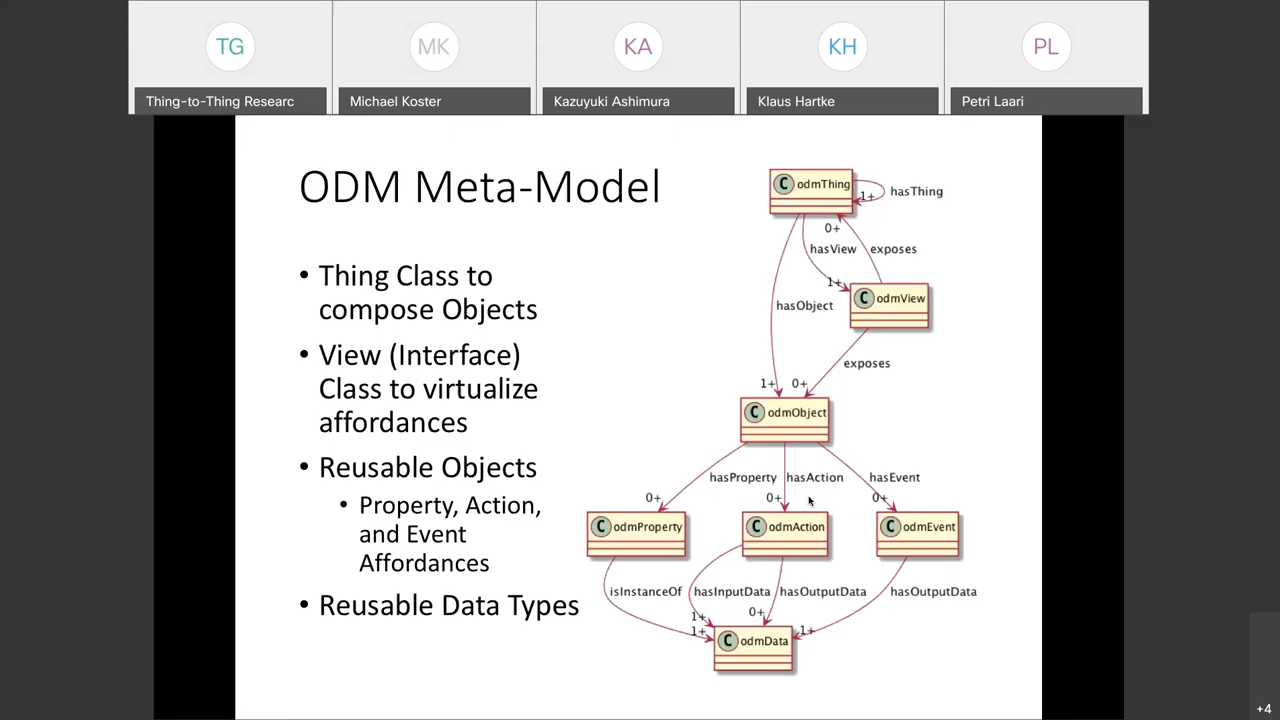 TG
MK
KA
KH
PL
Thing-to-Thing Researc
Michael Koster
Kazuyuki Ashimura
Klaus Hartke
Petri Laari
ODM Meta-Model
• Thing Class to
compose Objects
• View (Interface)
Class to virtualize
affordances
• Reusable Objects
• Property, Action,
and Event
Affordances
• Reusable Data Types
C odmThing
1+
hasThing
0+
hasView
exposes
1+
C odmView
hasObject
exposes
1+
0+
C odmObject
hasProperty
hasAction
hasEvent
0+
0+
0+
C odmProperty
C odmAction
C odmEvent
isInstanceOf
hasInputData
hasOutputData
hasOutputData
1+
0+
1+
1+
C odmData
+4